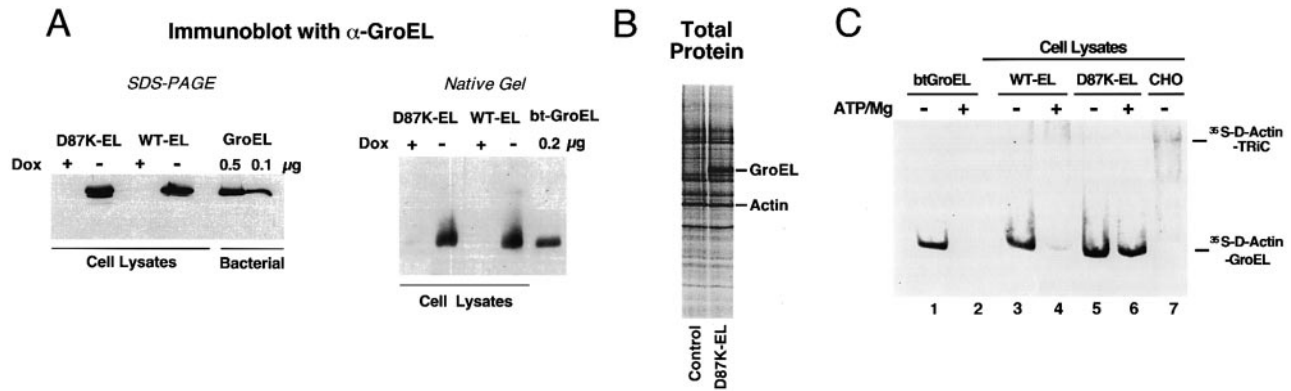 A
Immunoblot with α-GroEL
SDS-PAGE
D87K-EL WT-EL GroEL
Dox + - + - 0.5 0.1 µg
Cell Lysates Bacterial
Native Gel
D87K-EL WT-EL bt-GroEL
Dox + - + - 0.2 µg
Cell Lysates
B
Total
Protein
GroEL
Actin
Control
D87K-EL
C
Cell Lysates
btGroEL WT-EL D87K-EL CHO
ATP/Mg - + - + - + -
³⁵S-D-Actin
-TRiC
³⁵S-D-Actin
-GroEL
1 2 3 4 5 6 7